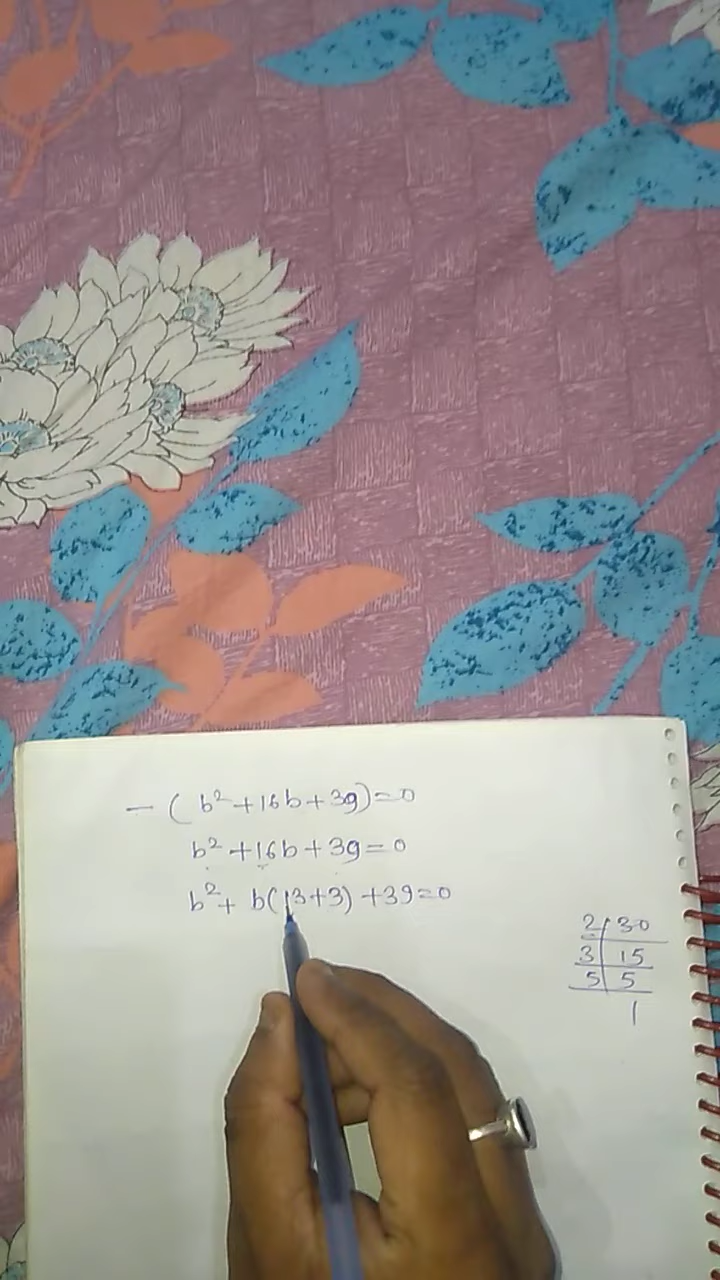 - ( b² + 16b + 39) = 0
b² + 16b + 39 = 0
b² + b(13+3) + 39 = 0
2 | 30
3 | 15
5 | 5
1